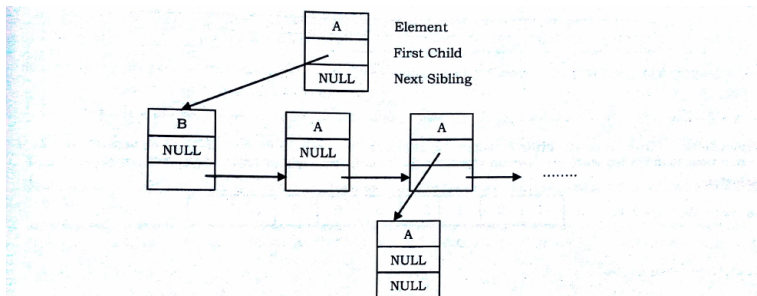 A Element
First Child
NULL Next Sibling
B A A
NULL NULL
........
A
NULL
NULL